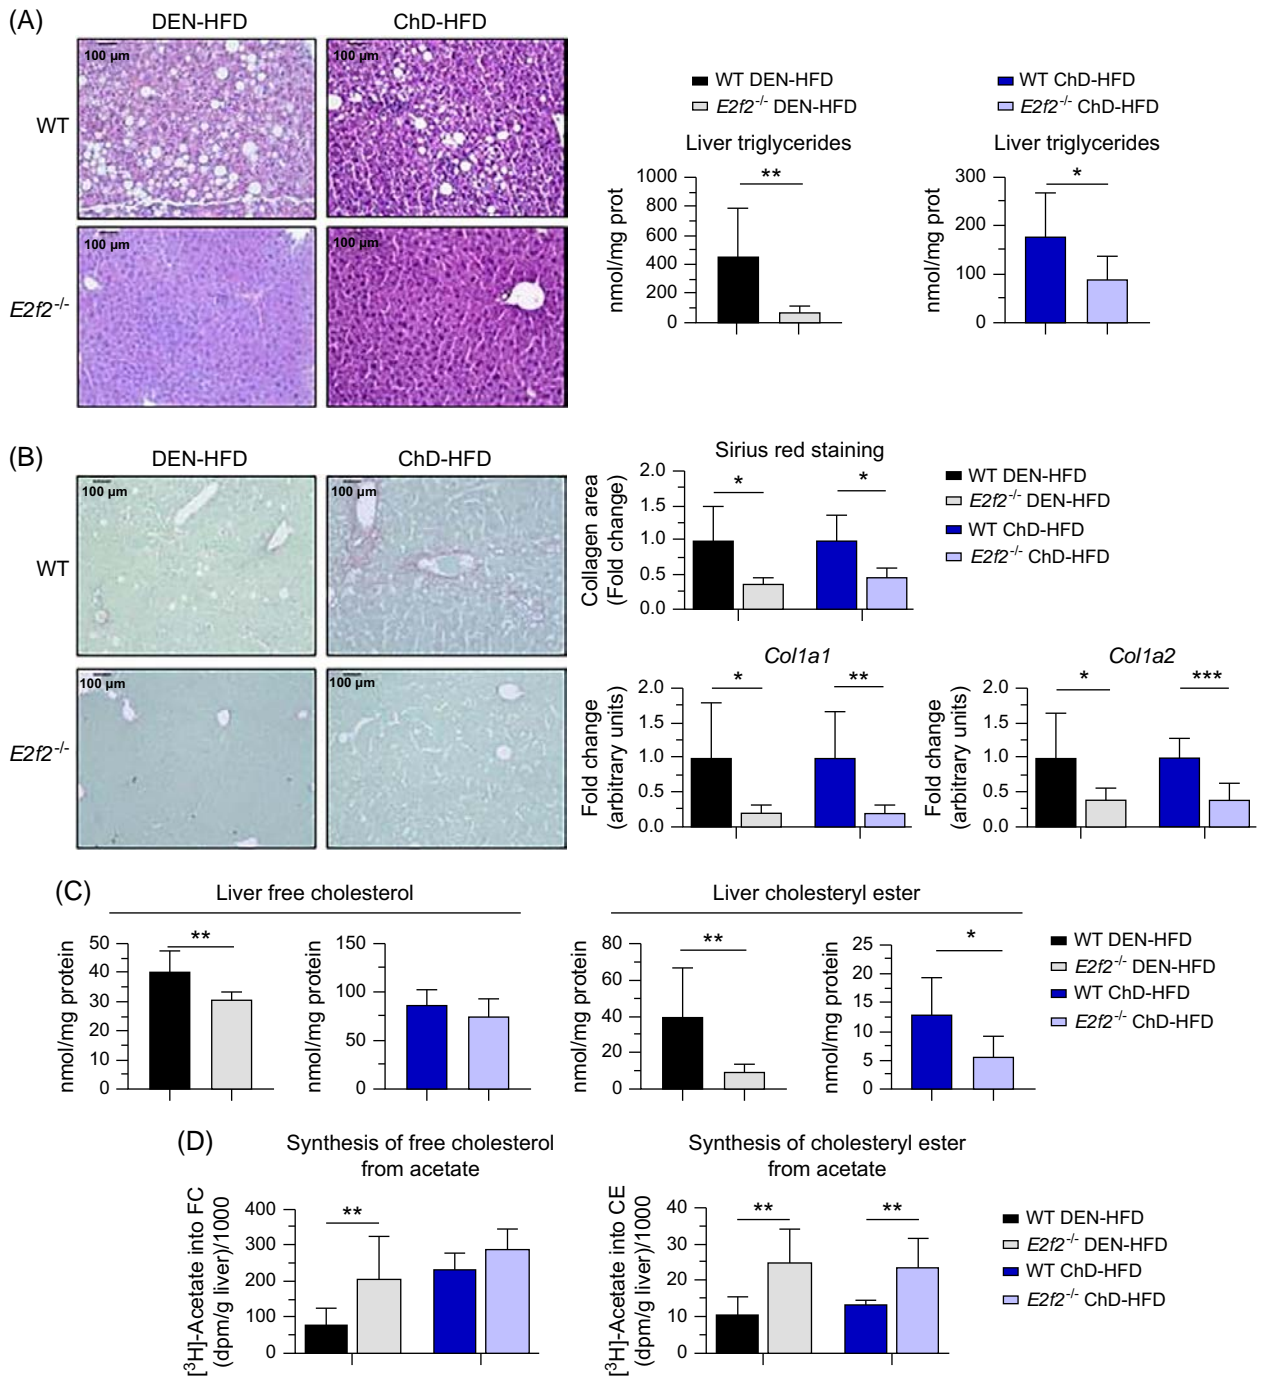 (A)
DEN-HFD
ChD-HFD
WT
100 µm
100 µm
E2f2-/-
100 µm
100 µm
WT DEN-HFD
E2f2-/- DEN-HFD
Liver triglycerides
nmol/mg prot
1000
800
600
400
200
0
**
WT ChD-HFD
E2f2-/- ChD-HFD
Liver triglycerides
nmol/mg prot
300
200
100
0
*
(B)
DEN-HFD
ChD-HFD
WT
100 µm
100 µm
E2f2-/-
100 µm
100 µm
Sirius red staining
Collagen area
(Fold change)
2.0
1.5
1.0
0.5
0.0
*
*
WT DEN-HFD
E2f2-/- DEN-HFD
WT ChD-HFD
E2f2-/- ChD-HFD
Col1a1
Fold change
(arbitrary units)
2.0
1.5
1.0
0.5
0.0
*
**
Col1a2
Fold change
(arbitrary units)
2.0
1.5
1.0
0.5
0.0
*
***
(C)
Liver free cholesterol
nmol/mg protein
50
40
30
20
10
0
**
nmol/mg protein
150
100
50
0
Liver cholesteryl ester
nmol/mg protein
80
60
40
20
0
**
nmol/mg protein
25
20
15
10
5
0
*
WT DEN-HFD
E2f2-/- DEN-HFD
WT ChD-HFD
E2f2-/- ChD-HFD
(D)
Synthesis of free cholesterol
from acetate
[3H]-Acetate into FC
(dpm/g liver)/1000
400
300
200
100
0
**
Synthesis of cholesteryl ester
from acetate
[3H]-Acetate into CE
(dpm/g liver)/1000
40
30
20
10
0
**
**
WT DEN-HFD
E2f2-/- DEN-HFD
WT ChD-HFD
E2f2-/- ChD-HFD